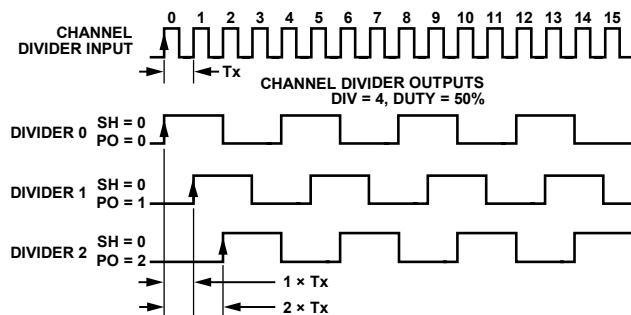 0 1 2 3 4 5 6 7 8 9 10 11 12 13 14 15
CHANNEL
DIVIDER INPUT
Tx
CHANNEL DIVIDER OUTPUTS
DIV = 4, DUTY = 50%
DIVIDER 0
SH = 0
PO = 0
DIVIDER 1
SH = 0
PO = 1
DIVIDER 2
SH = 0
PO = 2
1 × Tx
2 × Tx